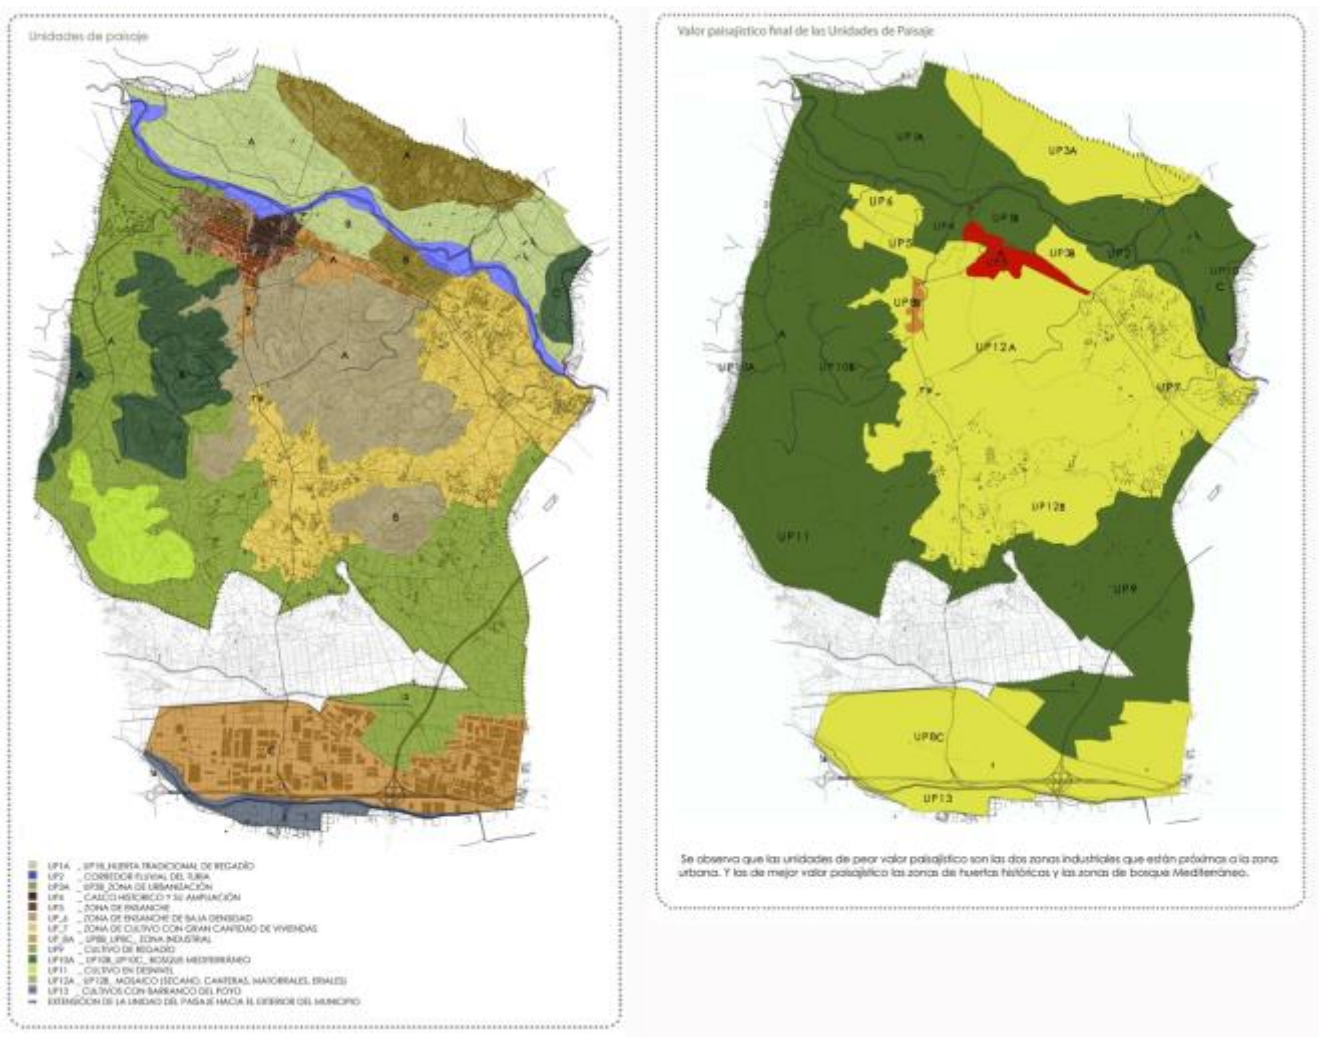 Unidades de paisaje
A
A
B
B
A
A
B
A
B
C
A
B
C
UP1A _ UP1B_HUERTA TRADICIONAL DE REGADÍO
UP2 _ CORREDOR FLUVIAL DEL TURIA
UP3A _ UP3B_ZONA DE URBANIZACIÓN
UP4 _ CASCO HISTÓRICO Y SU AMPLIACIÓN
UP5 _ ZONA DE ENSANCHE
UP_6 _ ZONA DE ENSANCHE DE BAJA DENSIDAD
UP_7 _ ZONA DE CULTIVO CON GRAN CANTIDAD DE VIVIENDAS
UP_8A _ UP8B_UP8C_ ZONA INDUSTRIAL
UP9 _ CULTIVO DE REGADÍO
UP10A _ UP10B_UP10C_ BOSQUE MEDITERRÁNEO
UP11 _ CULTIVO EN DESNIVEL
UP12A _ UP12B_ MOSAICO (SECANO, CANTERAS, MATORRALES, ERIALES)
UP13 _ CULTIVOS CON BARRANCO DEL POYO
EXTENSIÓN DE LA UNIDAD DEL PAISAJE HACIA EL EXTERIOR DEL MUNICIPIO
Valor paisajístico final de las Unidades de Paisaje
UP1A
UP3A
UP6
UP4
UP1B
UP5
UP3B
UP2
UP10
C
UP8B
A
UP12A
UP10A
UP10B
UP7
UP12B
UP11
UP9
UP8C
UP13
Se observa que las unidades de peor valor paisajístico son las dos zonas industriales que están próximas a la zona
urbana. Y las de mejor valor paisajístico las zonas de huertas históricas y las zonas de bosque Mediterráneo.